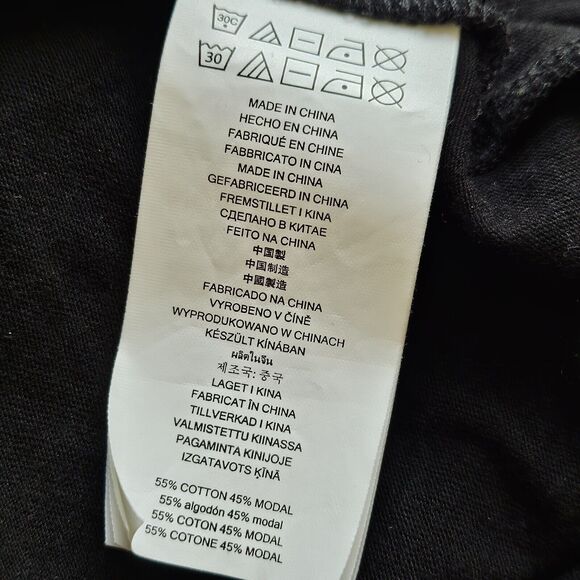 30C
30
MADE IN CHINA
HECHO EN CHINA
FABRIQUÉ EN CHINE
FABBRICATO IN CINA
MADE IN CHINA
GEFABRICEERD IN CHINA
FREMSTILLET I KINA
СДЕЛАНО В КИТАЕ
FEITO NA CHINA
中国製
中国制造
中國製造
FABRICADO NA CHINA
VYROBENO V ČÍNĚ
WYPRODUKOWANO W CHINACH
KÉSZÜLT KÍNÁBAN
ผลิตในจีน
제조국: 중국
LAGET I KINA
FABRICAT ÎN CHINA
TILLVERKAD I KINA
VALMISTETTU KIINASSA
PAGAMINTA KINIJOJE
IZGATAVOTS ĶĪNĀ
55% COTTON 45% MODAL
55% algodón 45% modal
55% COTON 45% MODAL
55% COTONE 45% MODAL